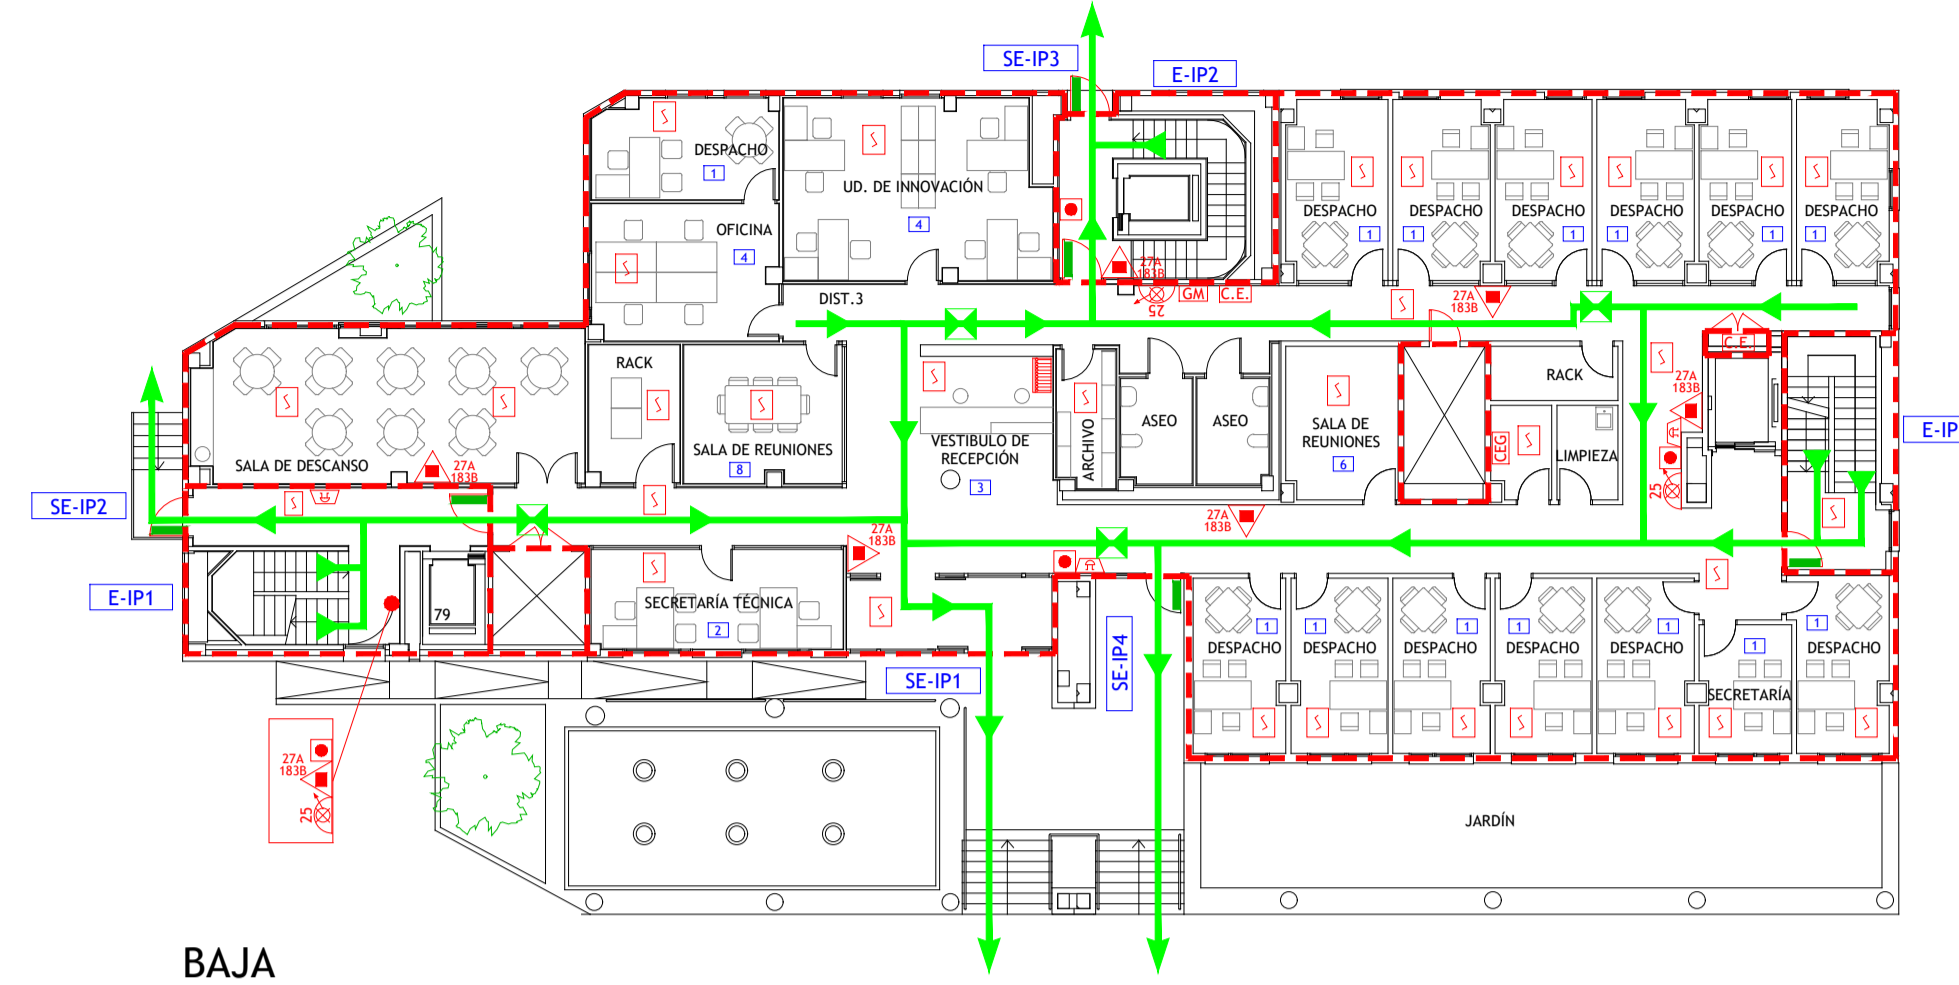 SE-IP3
E-IP2
DESPACHO
1
UD. DE INNOVACIÓN
4
OFICINA
4
DIST.3
27A
183B
25
GM
C.E.
DESPACHO
1
DESPACHO
1
DESPACHO
1
DESPACHO
1
DESPACHO
1
DESPACHO
1
27A
183B
C.E.
RACK
SALA DE REUNIONES
8
SALA DE DESCANSO
27A
183B
VESTIBULO DE
RECEPCIÓN
3
ARCHIVO
ASEO
ASEO
SALA DE
REUNIONES
6
RACK
CEG
LIMPIEZA
27A
183B
25
E-IP
SE-IP2
27A
183B
27A
183B
E-IP1
79
SECRETARÍA TÉCNICA
2
SE-IP1
SE-IP4
1
DESPACHO
1
DESPACHO
1
DESPACHO
1
DESPACHO
1
DESPACHO
1
SECRETARÍA
1
DESPACHO
27A
183B
25
JARDÍN
BAJA